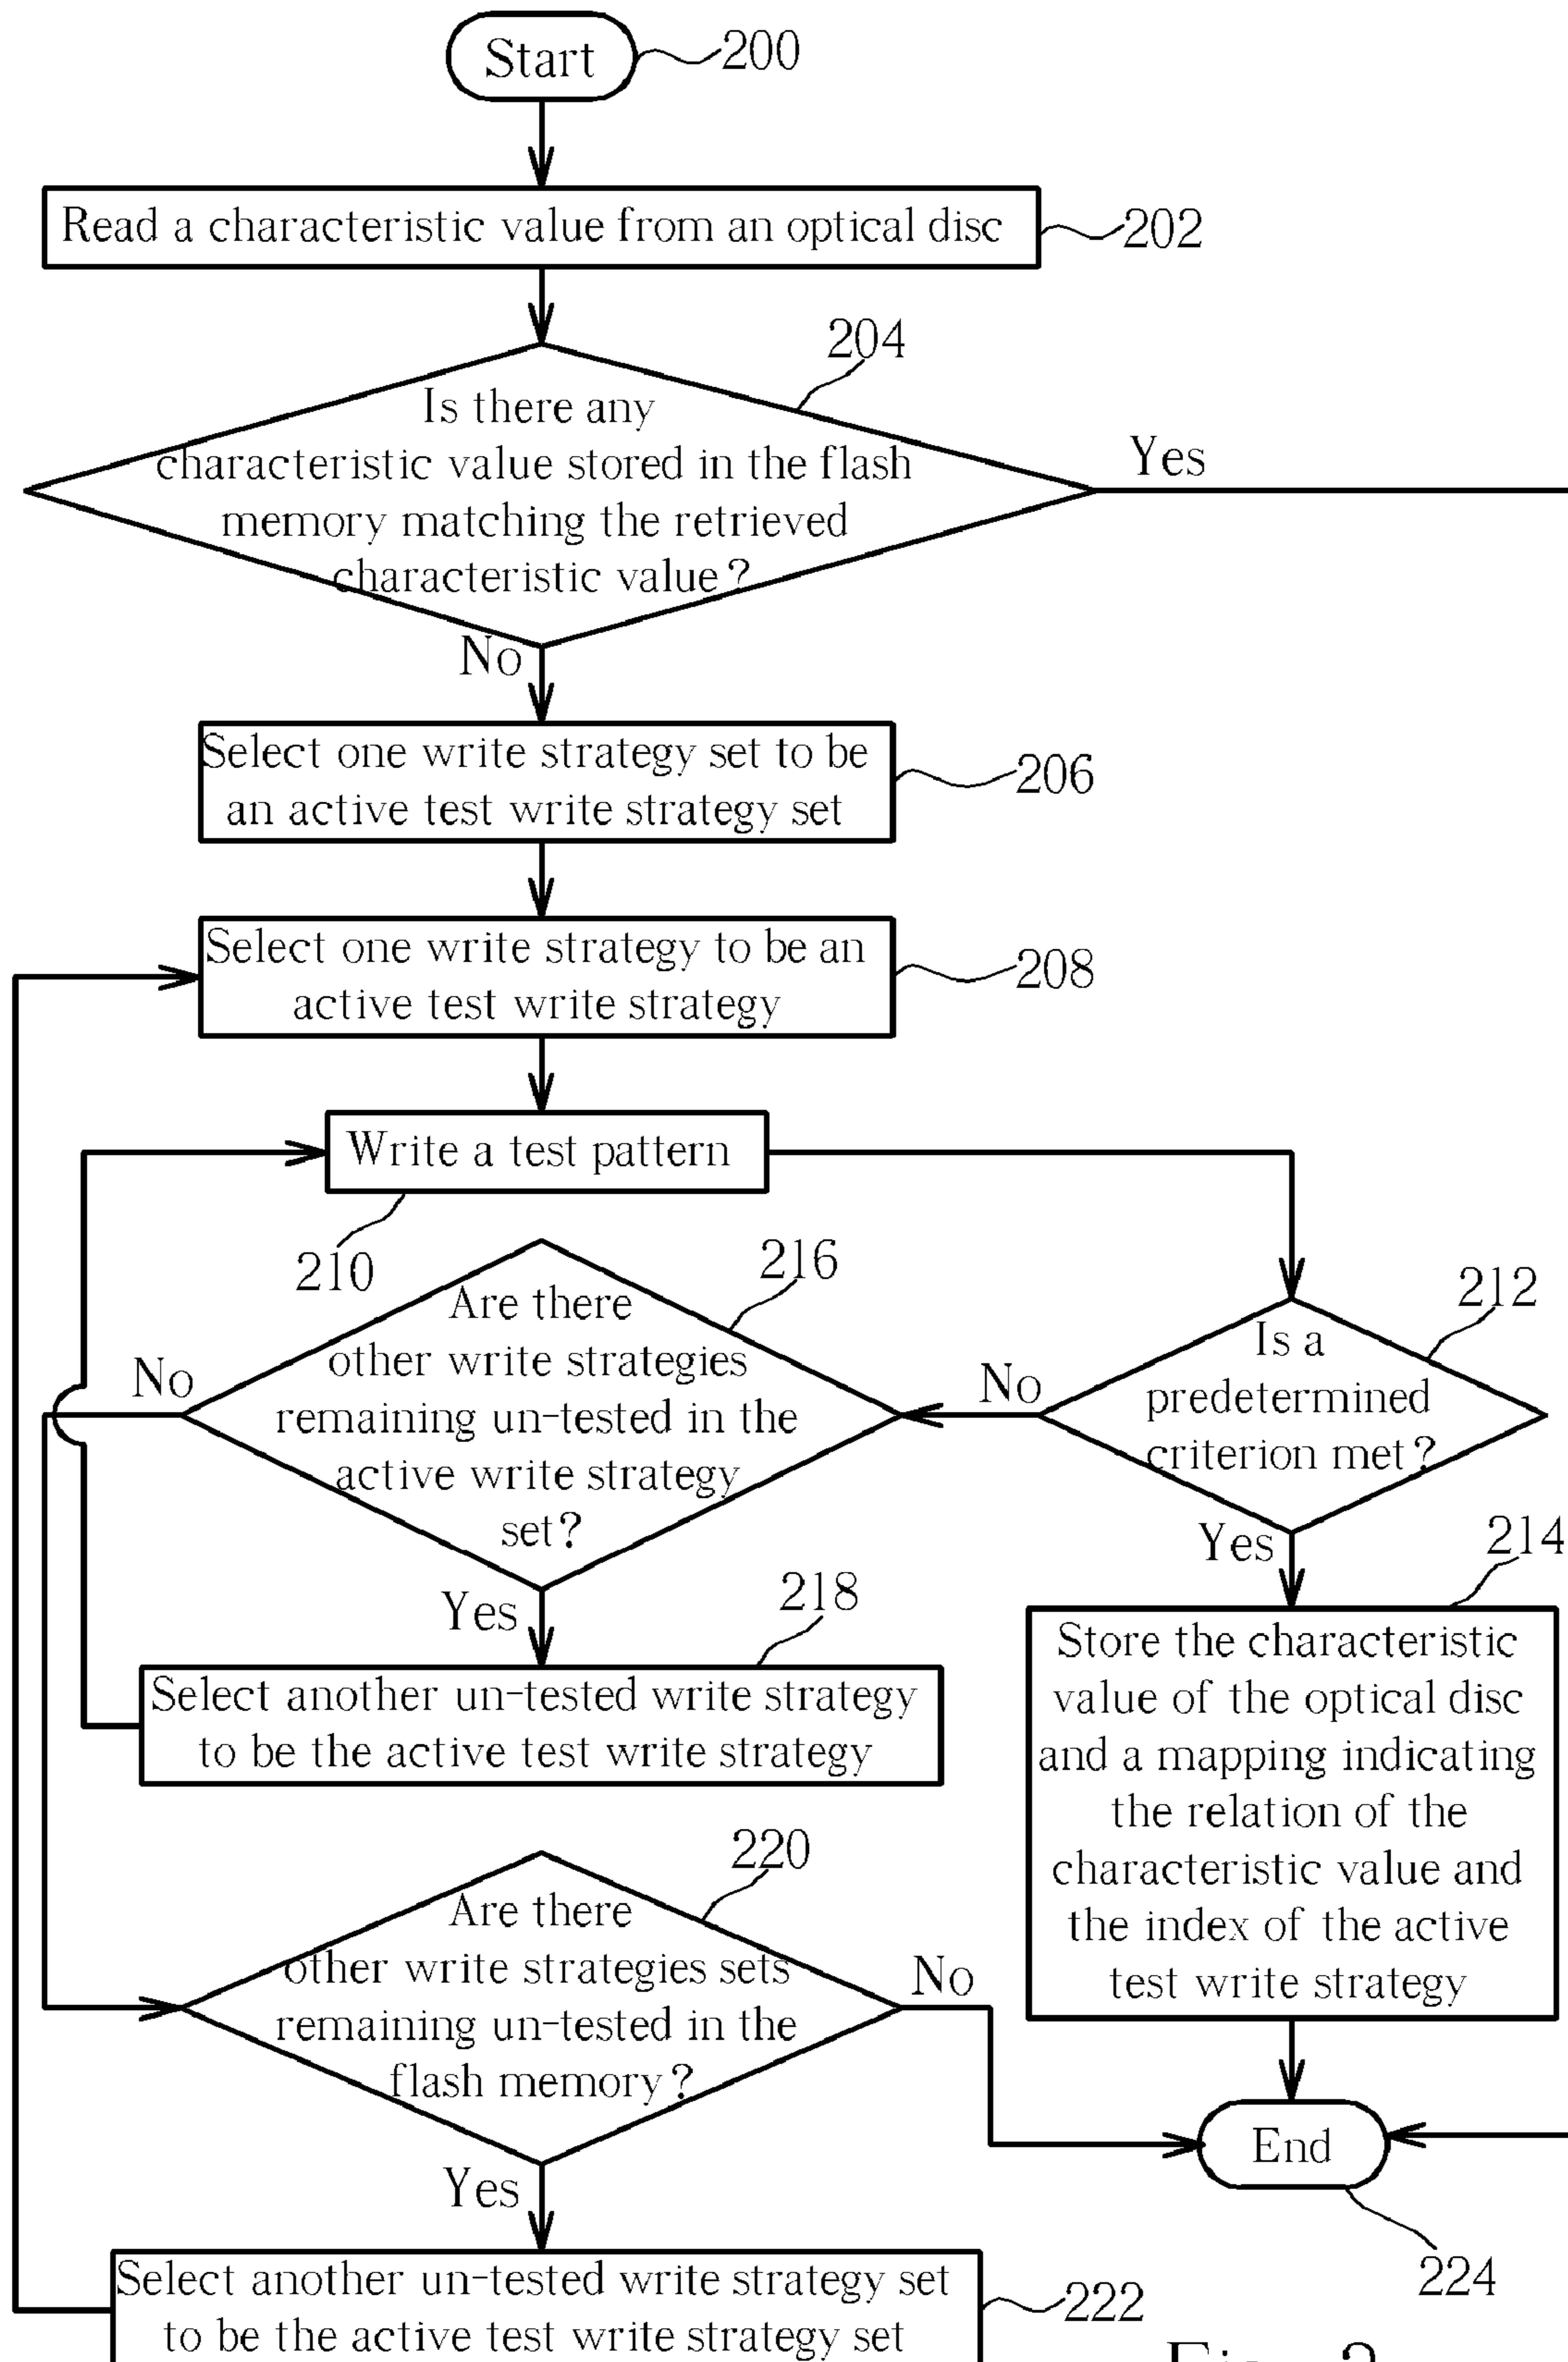 Start
200
Read a characteristic value from an optical disc
202
204
Is there any
characteristic value stored in the flash
memory matching the retrieved
characteristic value?
Yes
No
Select one write strategy set to be
an active test write strategy set
206
Select one write strategy to be an
active test write strategy
208
Write a test pattern
210
216
Are there
other write strategies
remaining un-tested in the
active write strategy
set?
No
No
212
Is a
predetermined
criterion met?
Yes
Yes
218
Select another un-tested write strategy
to be the active test write strategy
214
Store the characteristic
value of the optical disc
and a mapping indicating
the relation of the
characteristic value and
the index of the active
test write strategy
220
Are there
other write strategies sets
remaining un-tested in the
flash memory?
No
Yes
End
224
Select another un-tested write strategy set
to be the active test write strategy set
222